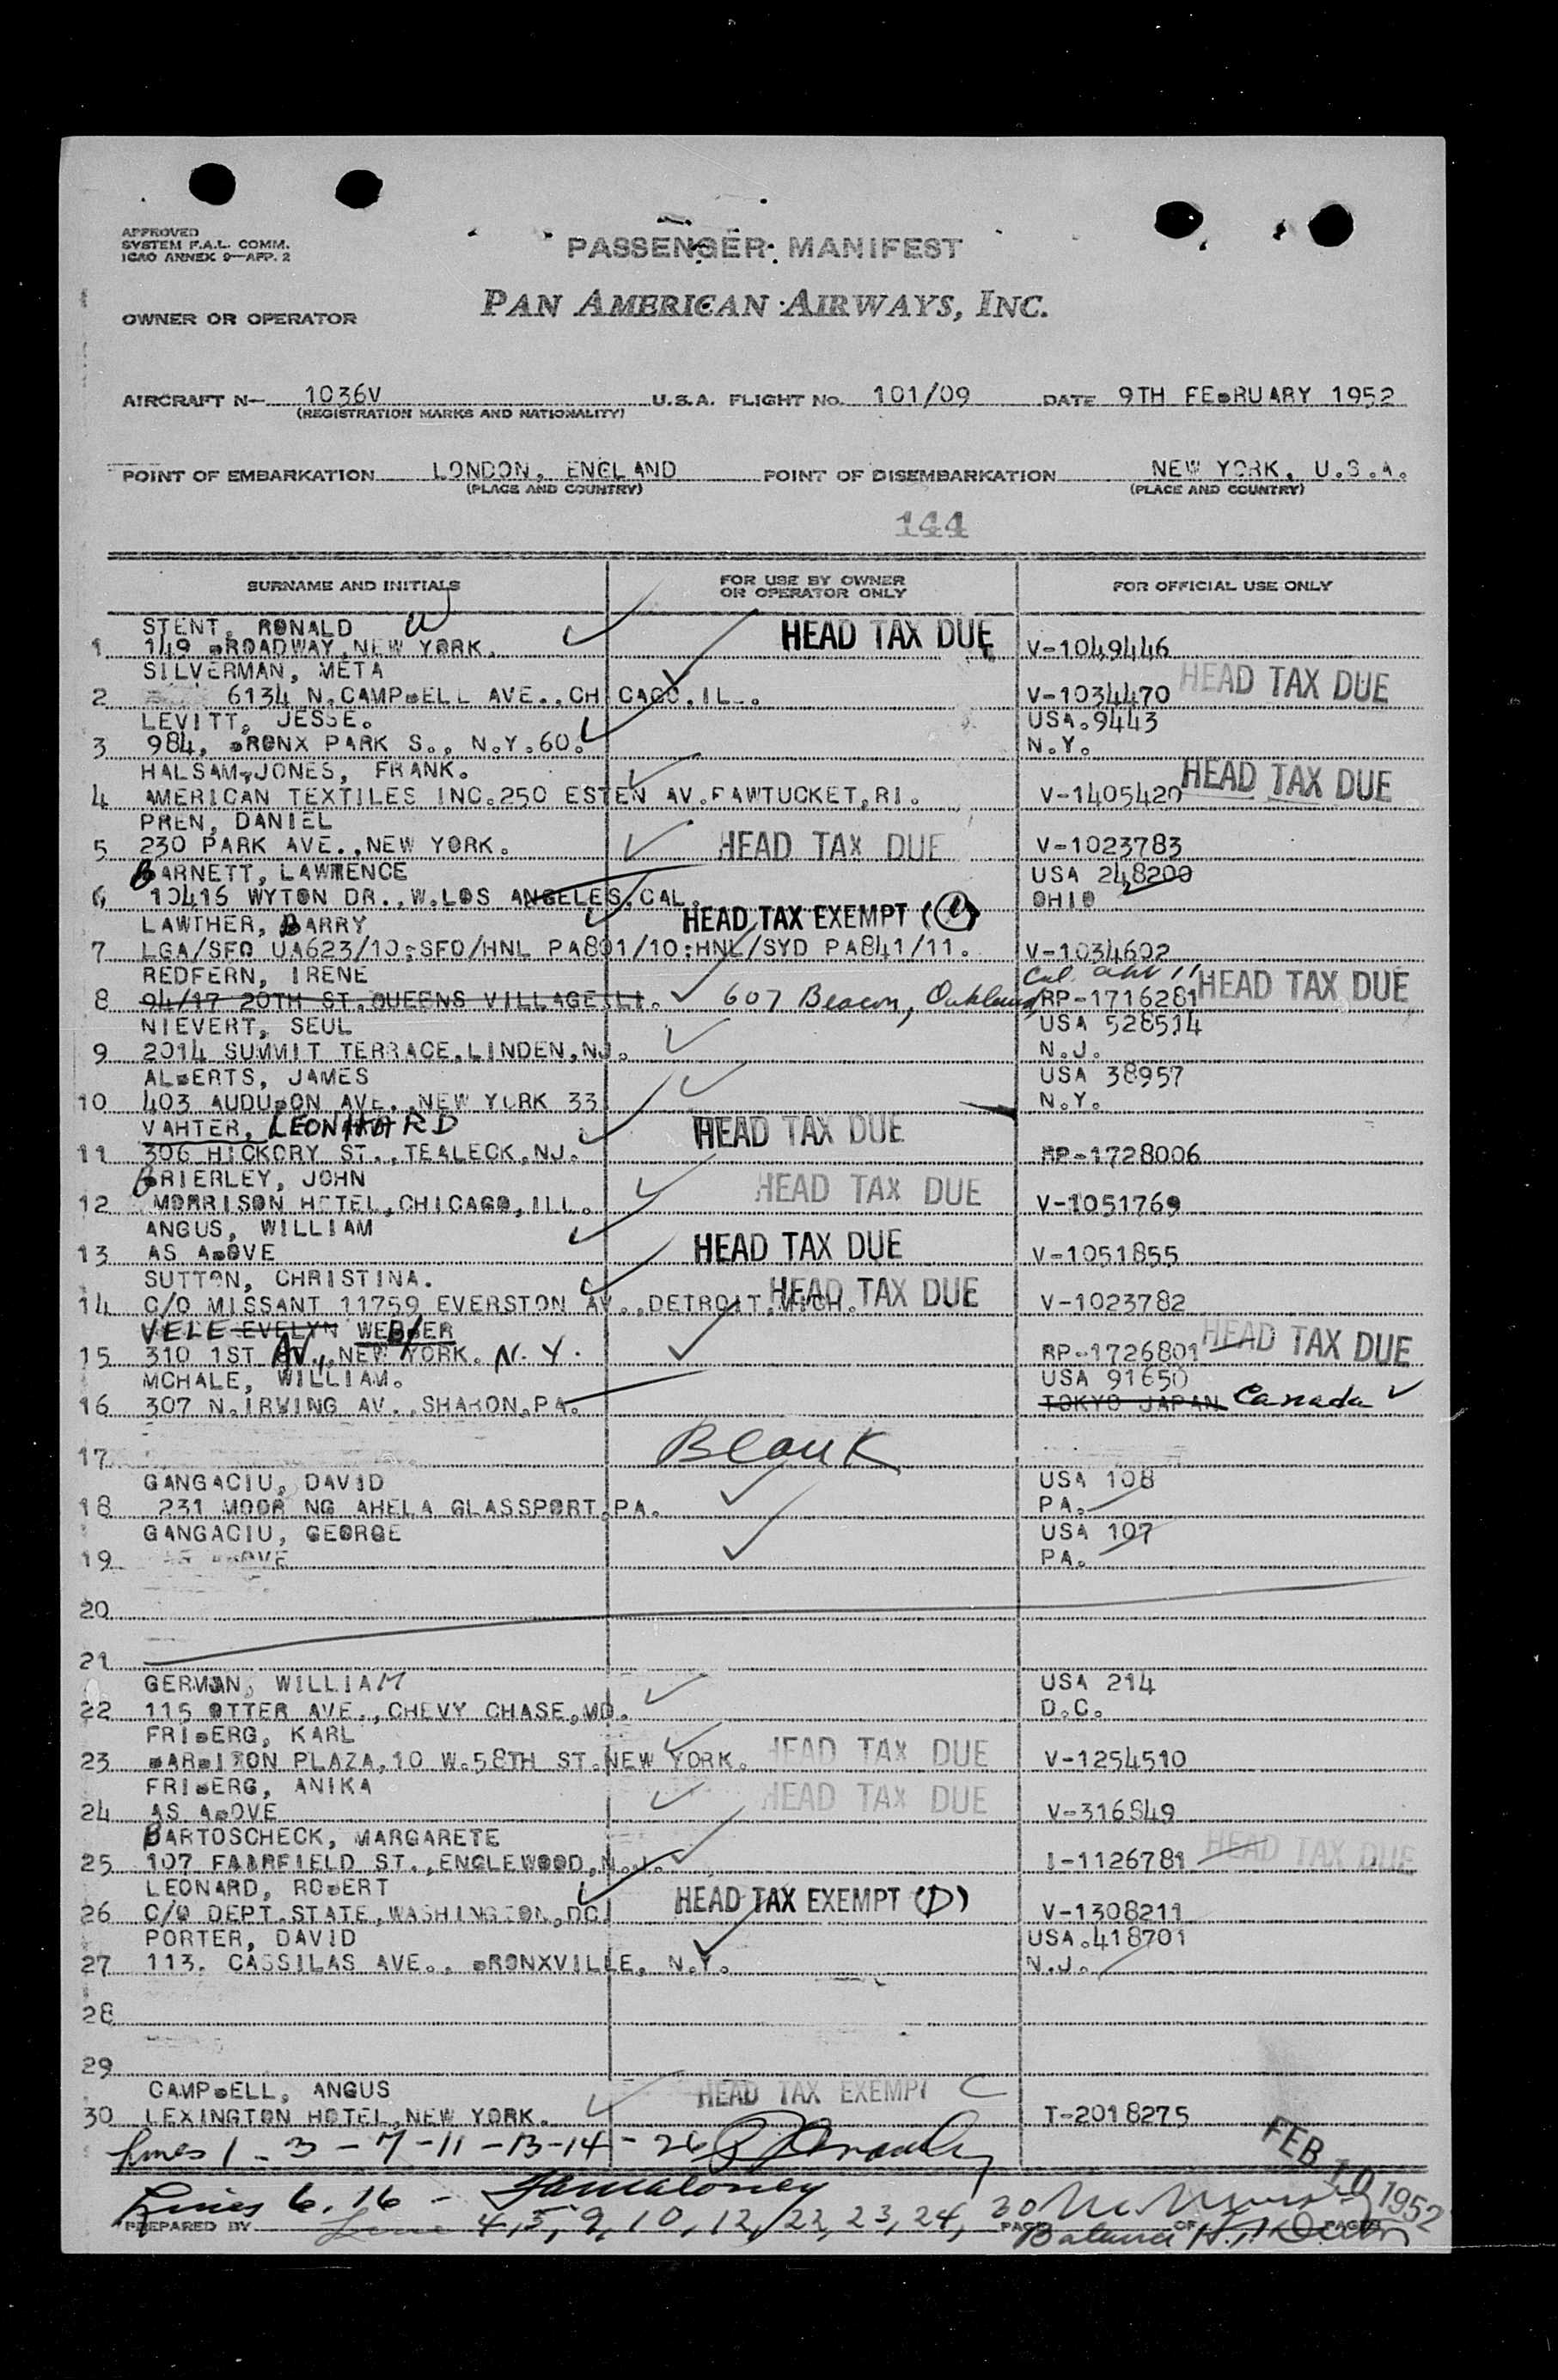 APPROVED
SYSTEM F.A.L. COMM.
ICAO ANNEX 9—APP. 2
PASSENGER MANIFEST
OWNER OR OPERATOR
PAN AMERICAN AIRWAYS, INC.
AIRCRAFT N— 1036V U.S.A. FLIGHT No. 101/09 DATE 9TH FEBRUARY 1952
(REGISTRATION MARKS AND NATIONALITY)
POINT OF EMBARKATION LONDON, ENGLAND POINT OF DISEMBARKATION NEW YORK, U.S.A.
(PLACE AND COUNTRY) (PLACE AND COUNTRY)
144
SURNAME AND INITIALS FOR USE BY OWNER OR OPERATOR ONLY FOR OFFICIAL USE ONLY
STENT, RONALD W HEAD TAX DUE
1 149 BROADWAY,NEW YORK. V-1049446
SILVERMAN, META HEAD TAX DUE
2 6134 N.CAMPBELL AVE.,CHICAGO,IL. V-1034470
LEVITT, JESSE. USA.9443
3 984, BRONX PARK S., N.Y.60. N.Y.
HALSAM-JONES, FRANK. HEAD TAX DUE
4 AMERICAN TEXTILES INC.250 ESTEN AV.PAWTUCKET,RI. V-1405420
PREN, DANIEL
5 230 PARK AVE.,NEW YORK. HEAD TAX DUE V-1023783
BARNETT, LAWRENCE USA 248200
6 10416 WYTON DR.,W.LOS ANGELES,CAL. OHIO
LAWTHER, BARRY HEAD TAX EXEMPT
7 LGA/SFO UA623/10:SFO/HNL PA801/10:HNL/SYD PA841/11. V-1034602
REDFERN, IRENE Cal. HEAD TAX DUE
8 94/17 20TH ST.QUEENS VILLAGE LI. 607 Beacon, Oakland RP-1716281
NIEVERT, SEUL USA 528514
9 2014 SUMMIT TERRACE,LINDEN,NJ. N.J.
ALBERTS, JAMES USA 38957
10 403 AUDUBON AVE. NEW YORK 33 N.Y.
VAHTER, LEONHARD HEAD TAX DUE
11 306 HICKORY ST.,TEALECK,NJ. RP-1728006
BRIERLEY, JOHN HEAD TAX DUE
12 MORRISON HOTEL,CHICAGO,ILL. V-1051769
ANGUS, WILLIAM
13 AS ABOVE HEAD TAX DUE V-1051855
SUTTON, CHRISTINA. HEAD TAX DUE
14 C/O MISSANT 11759 EVERSTON AV.,DETROIT,MICH. V-1023782
VELE EVELYN WEBBER HEAD TAX DUE
15 310 1ST AV.,NEW YORK. N.Y. RP-1726801
MCHALE, WILLIAM. USA 91650
16 307 N.IRWING AV.,SHARON,PA. TOKYO JAPAN Canada
17 Blank
GANGACIU, DAVID USA 108
18 231 MOOR NG AHELA GLASSPORT,PA. PA.
GANGACIU, GEORGE USA 107
19 AS ABOVE PA.
20
21
GERMAN, WILLIAM USA 214
22 115 OTTER AVE.,CHEVY CHASE,MD. D.C.
FRIBERG, KARL
23 BARBIZON PLAZA,10 W.58TH ST.NEW YORK. HEAD TAX DUE V-1254510
FRIBERG, ANIKA HEAD TAX DUE
24 AS ABOVE V-316849
BARTOSCHECK, MARGARETE HEAD TAX DUE
25 107 FAIRFIELD ST.,ENGLEWOOD,N.J. I-1126781
LEONARD, ROBERT HEAD TAX EXEMPT (D)
26 C/O DEPT.STATE,WASHINGTON,DC. V-1308211
PORTER, DAVID USA.418701
27 113. CASSILAS AVE., BRONXVILLE, N.Y. N.J.
28
29
CAMPBELL, ANGUS HEAD TAX EXEMPT C
30 LEXINGTON HOTEL,NEW YORK. T-2018275
Lines 1 - 3 - 7 - 11 - 13 - 14 - 26
FEB 10 1952
Lines 6. 16 -
PREPARED BY Line 4, 5, 9, 10, 12, 22, 23, 24, 30 PAGE OF PAGES
Balance